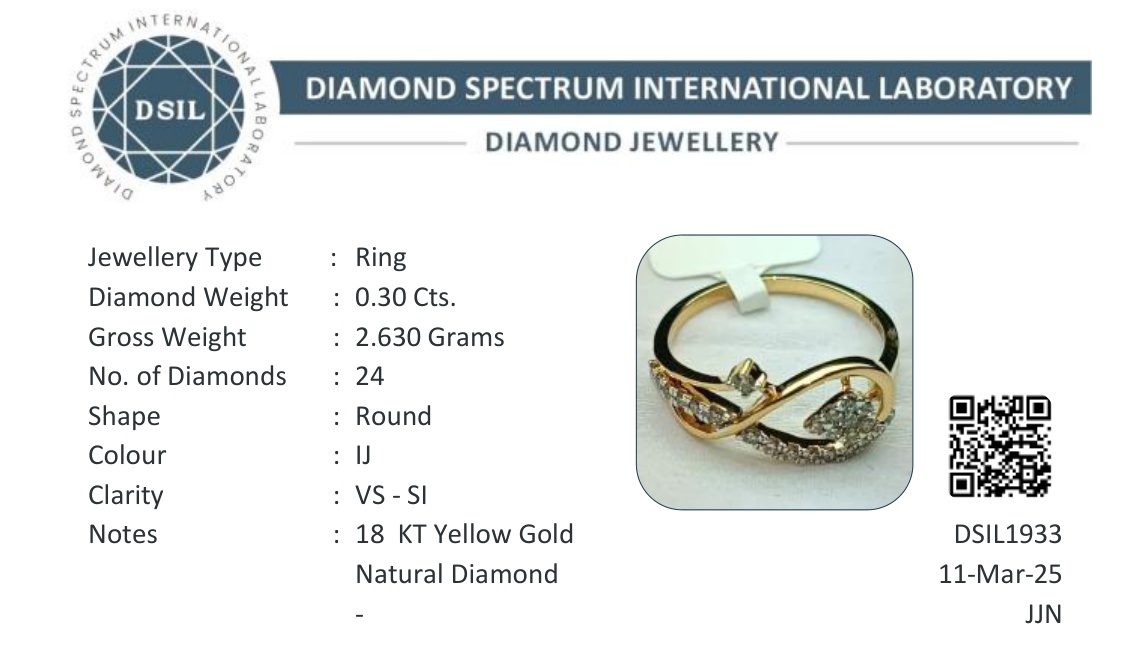 DIAMOND SPECTRUM INTERNATIONAL LABORATORY
DSIL
DIAMOND SPECTRUM INTERNATIONAL LABORATORY
DIAMOND JEWELLERY
Jewellery Type : Ring
Diamond Weight : 0.30 Cts.
Gross Weight : 2.630 Grams
No. of Diamonds : 24
Shape : Round
Colour : IJ
Clarity : VS - SI
Notes : 18 KT Yellow Gold
Natural Diamond
-
DSIL1933
11-Mar-25
JJN